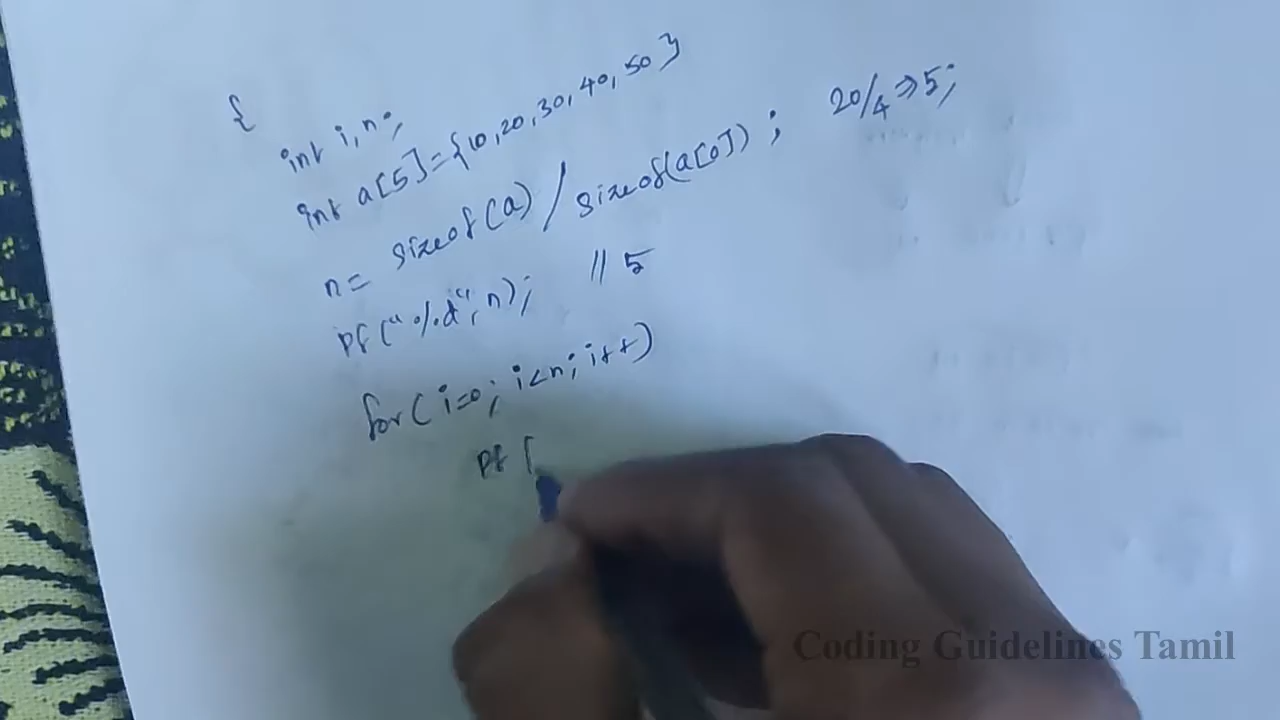 {
int i, n;
int a[5]={10,20,30,40,50}
n= sizeof(a) / sizeof(a[0]); 20/4 ⇒5;
Pf("%d", n); // 5
for( i=0; i<n; i++)
Pf (
Coding Guidelines Tamil